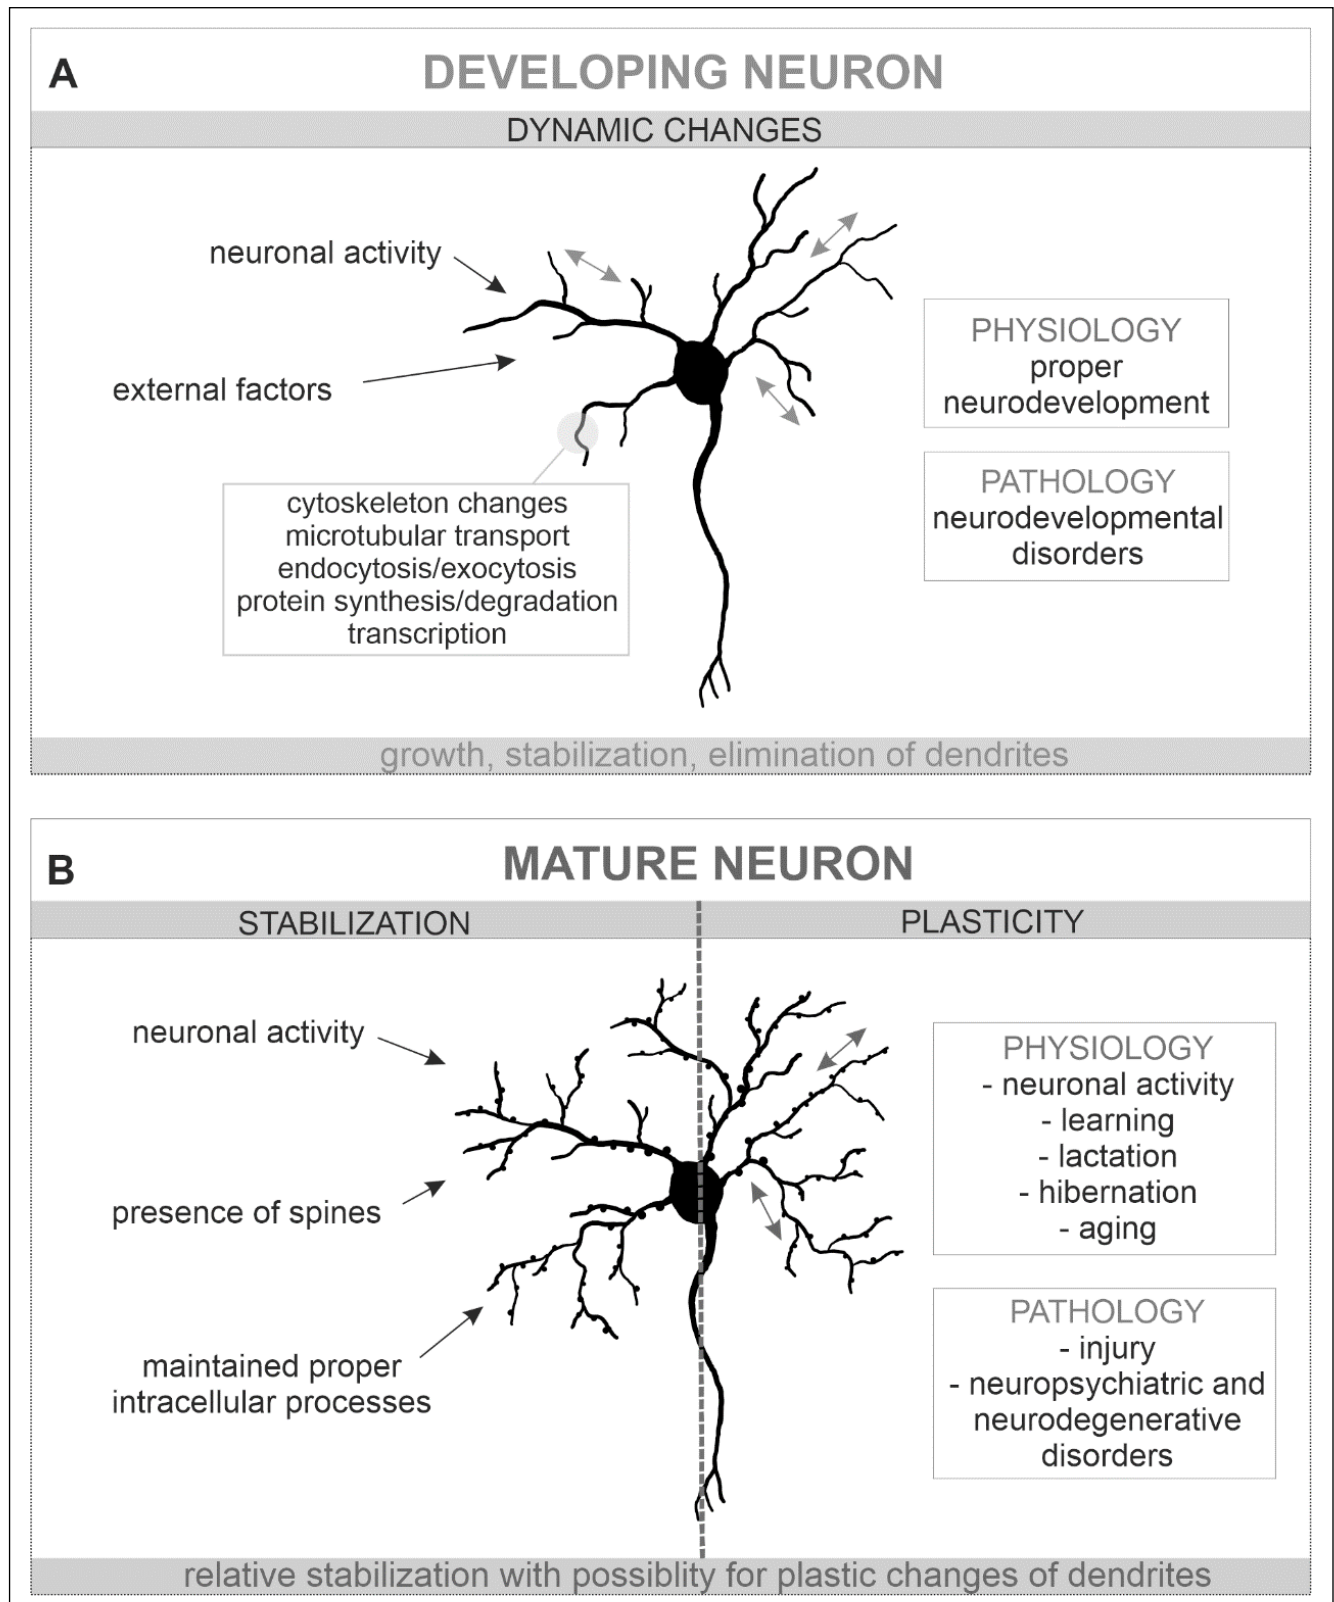 A
DEVELOPING NEURON
DYNAMIC CHANGES
neuronal activity
external factors
cytoskeleton changes
microtubular transport
endocytosis/exocytosis
protein synthesis/degradation
transcription
PHYSIOLOGY
proper
neurodevelopment
PATHOLOGY
neurodevelopmental
disorders
growth, stabilization, elimination of dendrites
B
MATURE NEURON
STABILIZATION
PLASTICITY
neuronal activity
presence of spines
maintained proper
intracellular processes
PHYSIOLOGY
- neuronal activity
- learning
- lactation
- hibernation
- aging
PATHOLOGY
- injury
- neuropsychiatric and
neurodegenerative
disorders
relative stabilization with possiblity for plastic changes of dendrites